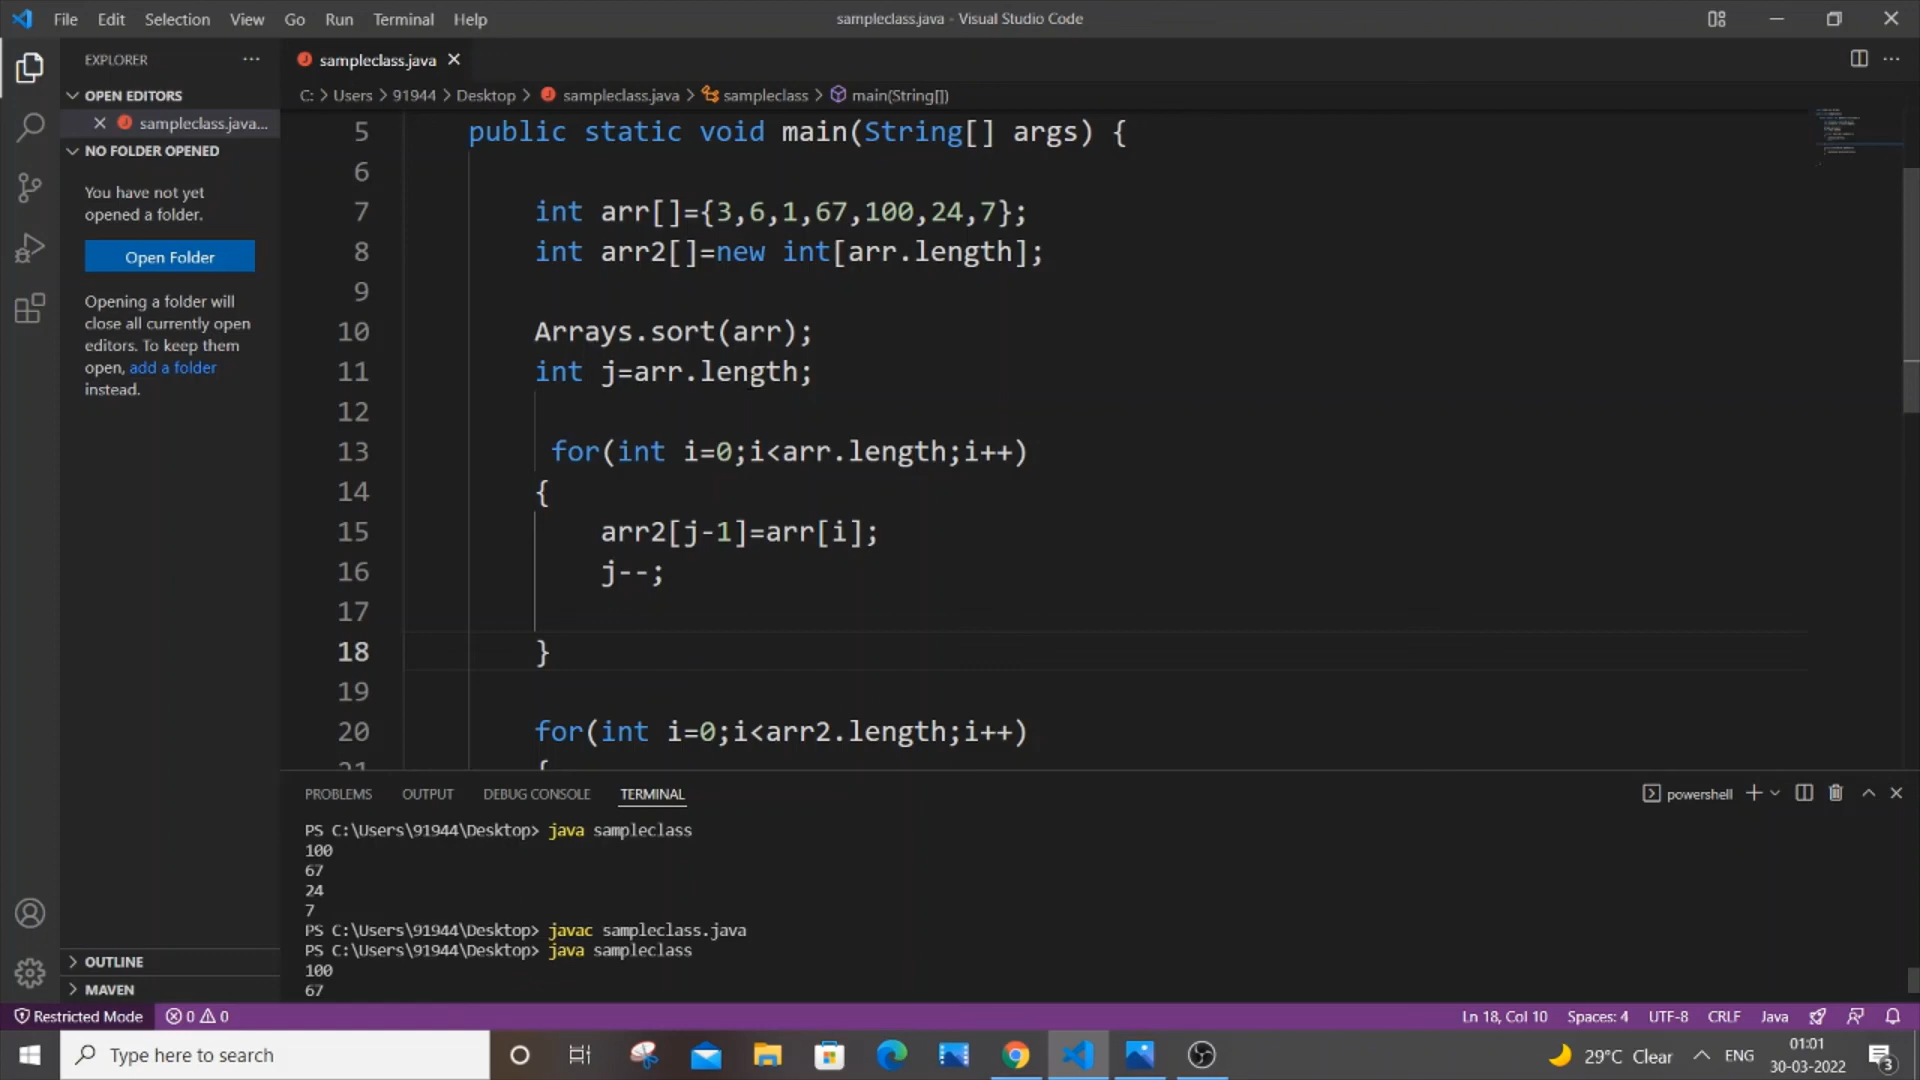 File Edit Selection View Go Run Terminal Help
sampleclass.java - Visual Studio Code
EXPLORER
sampleclass.java
OPEN EDITORS
C: > Users > 91944 > Desktop > sampleclass.java > sampleclass > main(String[])
sampleclass.java...
NO FOLDER OPENED
You have not yet
opened a folder.
Open Folder
Opening a folder will
close all currently open
editors. To keep them
open, add a folder
instead.
OUTLINE
MAVEN
5 public static void main(String[] args) {
6
7 int arr[]={3,6,1,67,100,24,7};
8 int arr2[]=new int[arr.length];
9
10 Arrays.sort(arr);
11 int j=arr.length;
12
13 for(int i=0;i<arr.length;i++)
14 {
15 arr2[j-1]=arr[i];
16 j--;
17
18 }
19
20 for(int i=0;i<arr2.length;i++)
21 {
PROBLEMS OUTPUT DEBUG CONSOLE TERMINAL
powershell
PS C:\Users\91944\Desktop> java sampleclass
100
67
24
7
PS C:\Users\91944\Desktop> javac sampleclass.java
PS C:\Users\91944\Desktop> java sampleclass
100
67
Restricted Mode 0 0
Ln 18, Col 10 Spaces: 4 UTF-8 CRLF Java
Type here to search
29°C Clear
ENG
01:01
30-03-2022
3